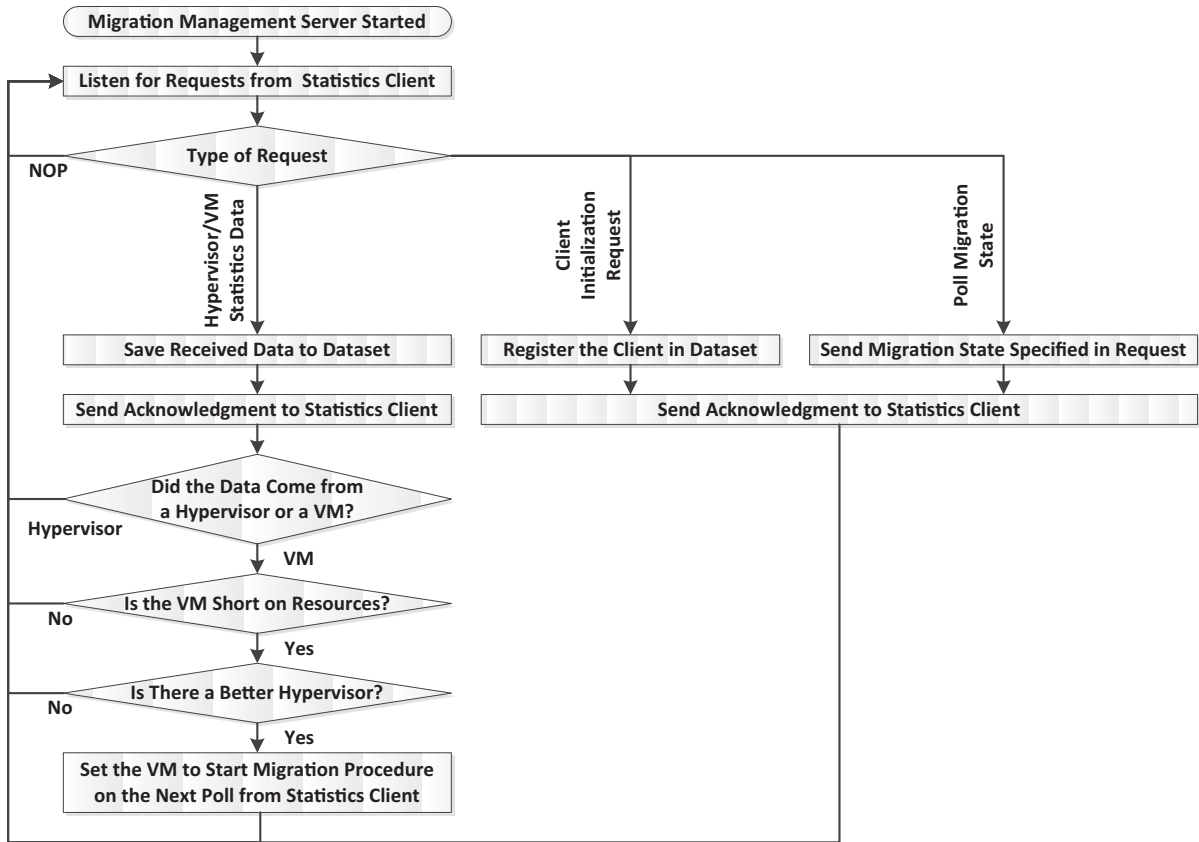 Migration Management Server Started
Listen for Requests from Statistics Client
Type of Request
NOP
Hypervisor/VM
Statistics Data
Client
Initialization
Request
Poll Migration
State
Save Received Data to Dataset
Register the Client in Dataset
Send Migration State Specified in Request
Send Acknowledgment to Statistics Client
Send Acknowledgment to Statistics Client
Did the Data Come from
a Hypervisor or a VM?
Hypervisor
VM
Is the VM Short on Resources?
No
Yes
Is There a Better Hypervisor?
No
Yes
Set the VM to Start Migration Procedure
on the Next Poll from Statistics Client